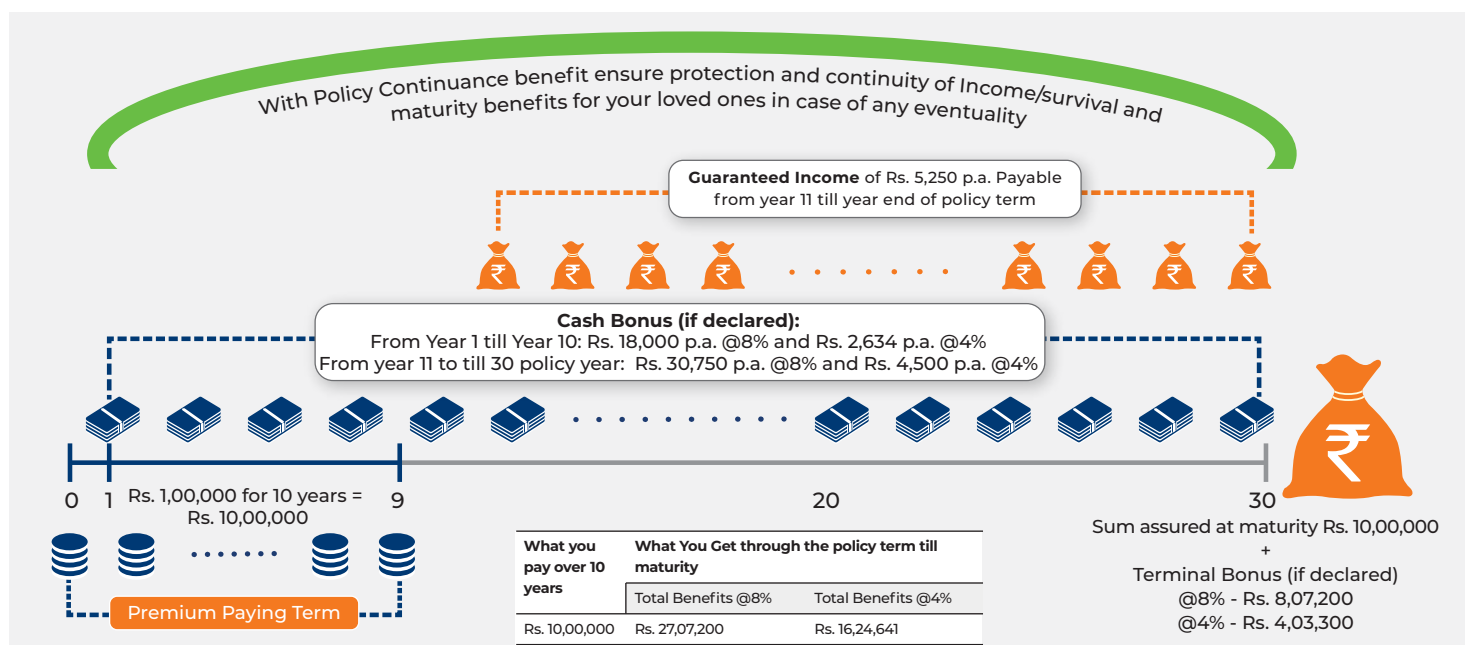 With Policy Continuance benefit ensure protection and continuity of Income/survival and
maturity benefits for your loved ones in case of any eventuality
Guaranteed Income of Rs. 5,250 p.a. Payable
from year 11 till year end of policy term
₹ ₹ ₹ ₹ ₹ ₹ ₹ ₹
Cash Bonus (if declared):
From Year 1 till Year 10: Rs. 18,000 p.a. @8% and Rs. 2,634 p.a. @4%
From year 11 to till 30 policy year: Rs. 30,750 p.a. @8% and Rs. 4,500 p.a. @4%
₹
0 1 9 20 30
Rs. 1,00,000 for 10 years =
Rs. 10,00,000
Premium Paying Term
What you
pay over 10
years
What You Get through the policy term till
maturity
Total Benefits @8% Total Benefits @4%
Rs. 10,00,000 Rs. 27,07,200 Rs. 16,24,641
Sum assured at maturity Rs. 10,00,000
+
Terminal Bonus (if declared)
@8% - Rs. 8,07,200
@4% - Rs. 4,03,300